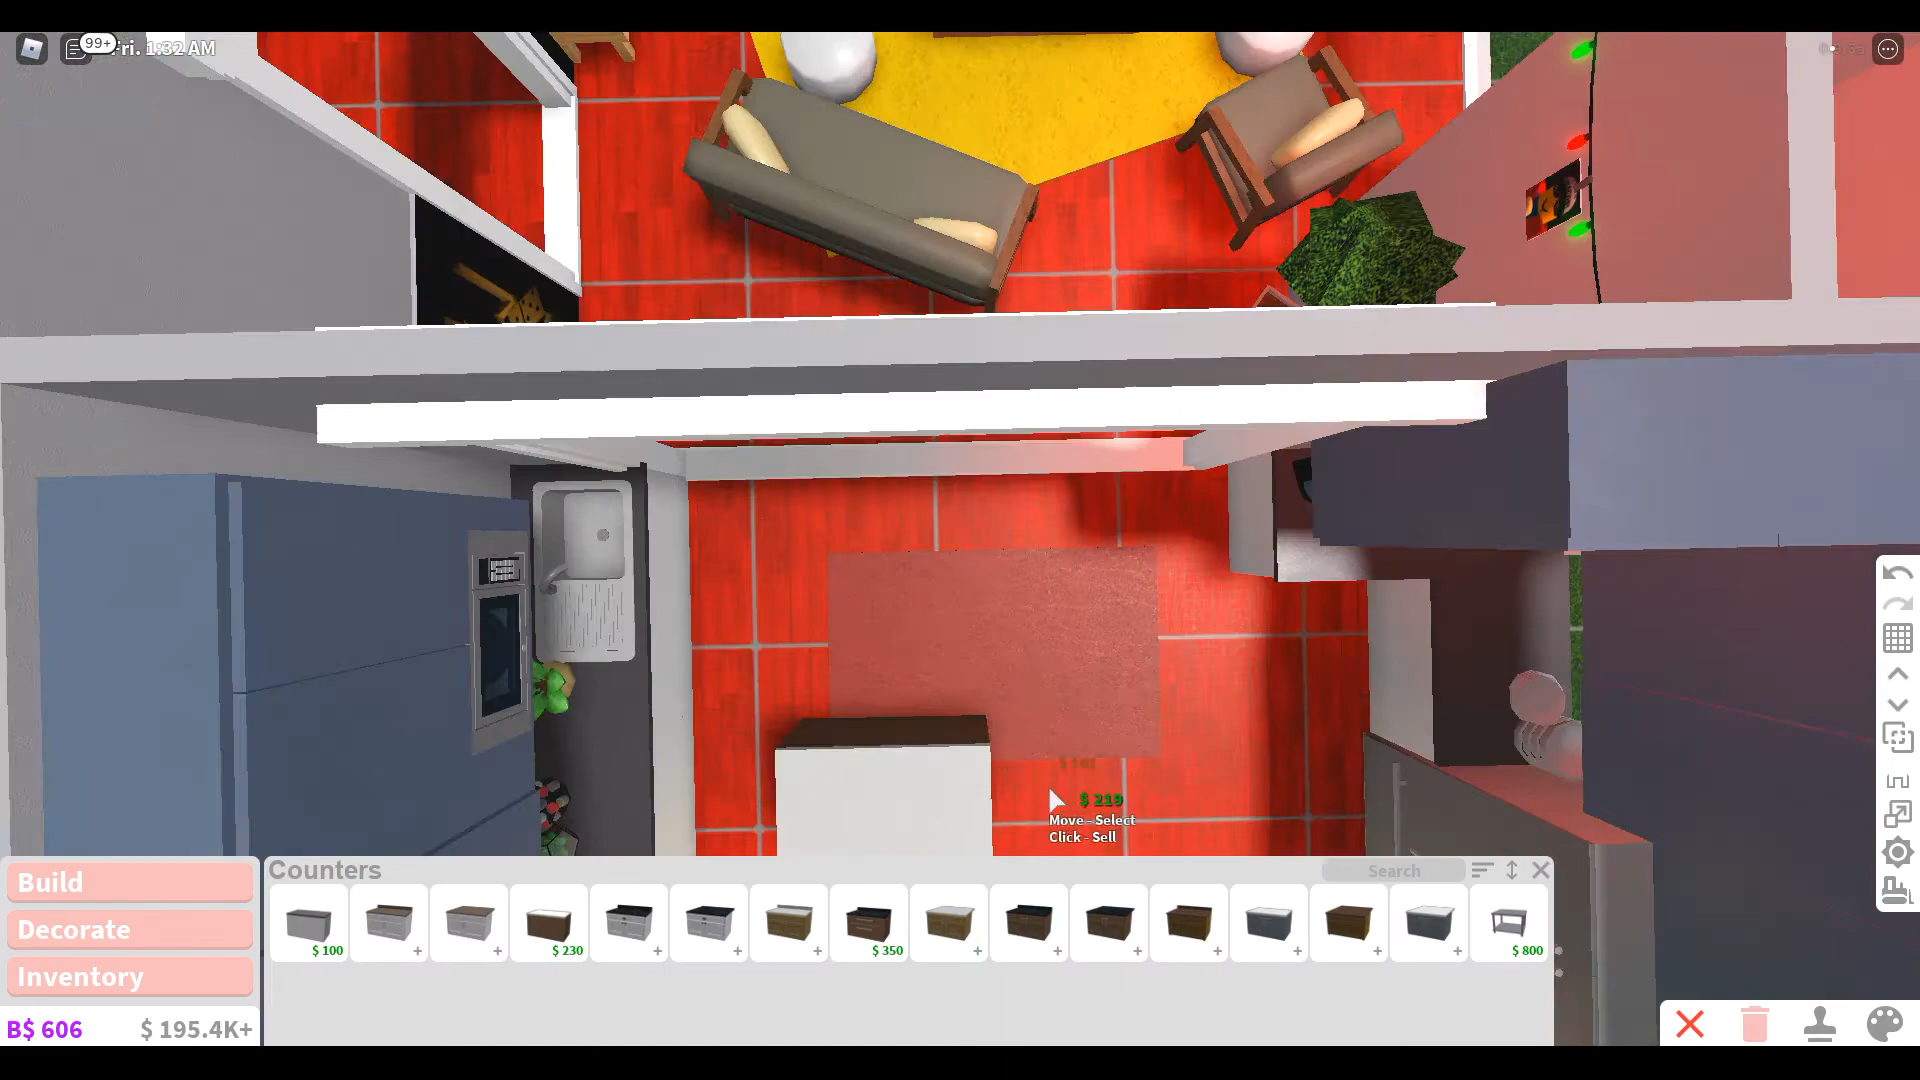 99+
Fri. 1:32 AM
$ 219
Move - Select
Click - Sell
Build
Decorate
Inventory
B$ 606
$ 195.4K+
Counters
Search
$ 100
+
+
$ 230
+
+
+
$ 350
+
+
+
+
+
+
+
$ 800